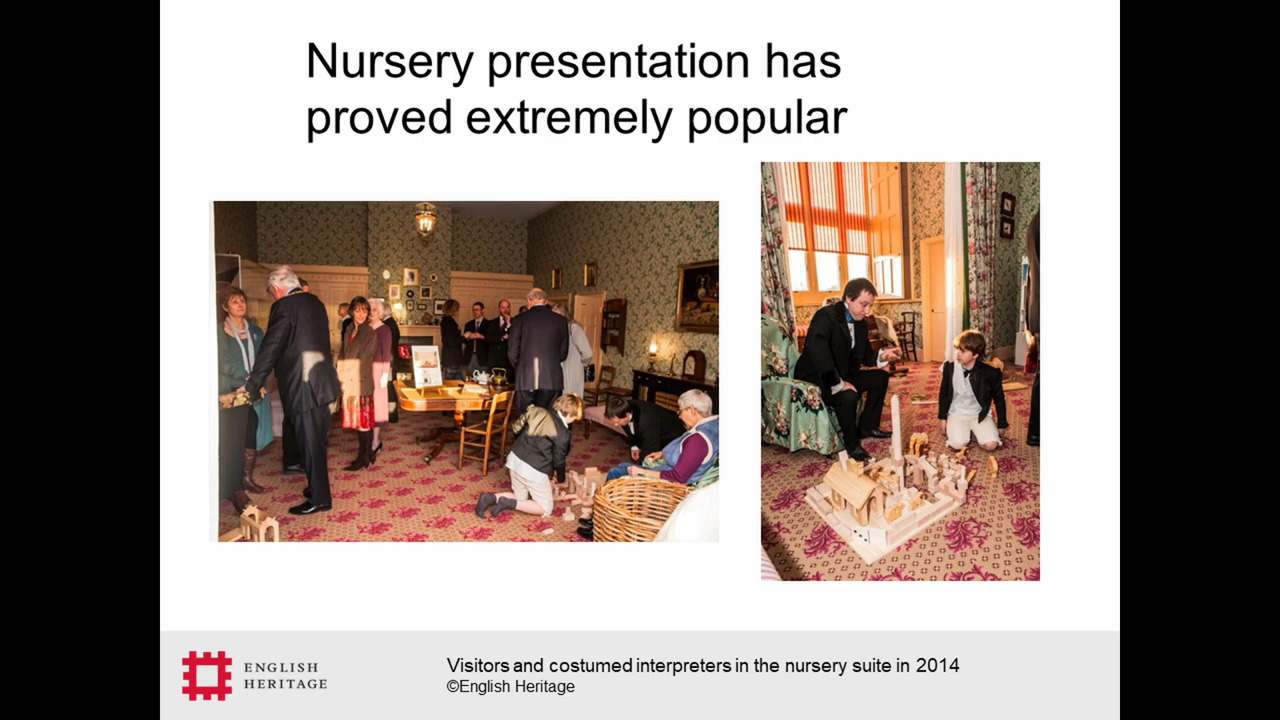 Nursery presentation has
proved extremely popular
ENGLISH
HERITAGE
Visitors and costumed interpreters in the nursery suite in 2014
©English Heritage